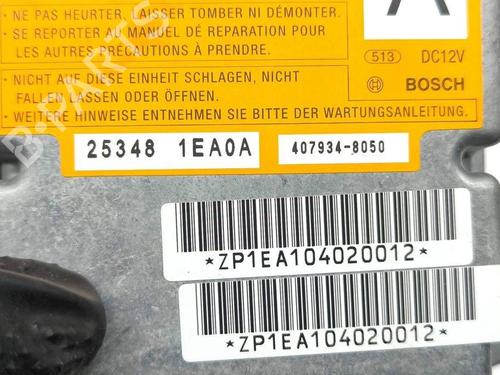 • NE PAS HEURTER, LAISSER TOMBER NI DÉMONTER.
• SE REPORTER AU MANUEL DÉ REPARATION POUR
LES AUTRES PRÉCAUTIONS À PRENDRE.
513 DC12V
BOSCH
• NICHT AUF DIESE EINHEIT SCHLAGEN, NICHT
FALLEN LASSEN ODER ÖFFNEN.
• WEITERE HINWEISE ENTNEHMEN SIE BITTE DER WARTUNGSANLEITUNG.
25348 1EA0A 407934-8050
*ZP1EA104020012*
*ZP1EA104020012*
B-PARTS